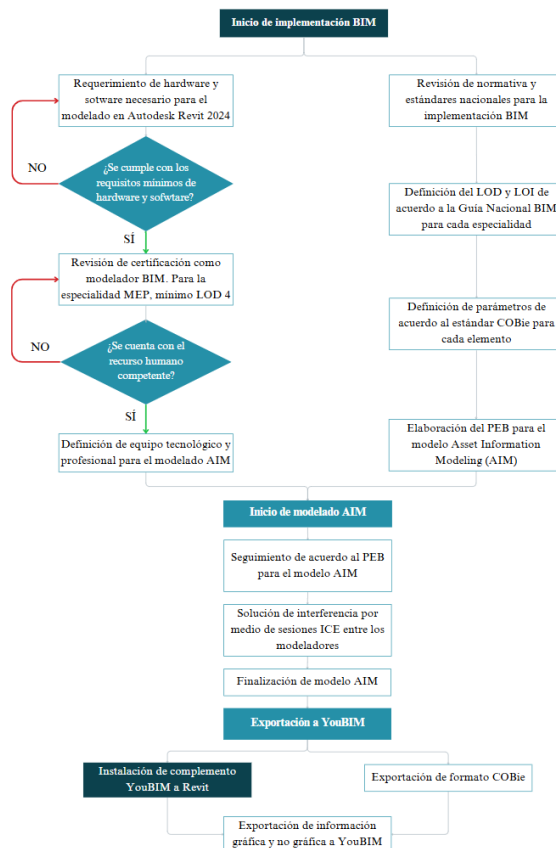 Inicio de implementación BIM
Requerimiento de hardware y
sotware necesario para el
modelado en Autodesk Revit 2024
Revisión de normativa y
estándares nacionales para la
implementación BIM
NO
¿Se cumple con los
requisitos mínimos de
hardware y sofwtare?
Definición del LOD y LOI de
acuerdo a la Guía Nacional BIM
para cada especialidad
SÍ
Revisión de certificación como
modelador BIM. Para la
especialidad MEP, mínimo LOD 4
Definición de parámetros de
acuerdo al estándar COBie para
cada elemento
NO
¿Se cuenta con el
recurso humano
competente?
SÍ
Definición de equipo tecnológico y
profesional para el modelado AIM
Elaboración del PEB para el
modelo Asset Information
Modeling (AIM)
Inicio de modelado AIM
Seguimiento de acuerdo al PEB
para el modelo AIM
Solución de interferencia por
medio de sesiones ICE entre los
modeladores
Finalización de modelo AIM
Exportación a YouBIM
Instalación de complemento
YouBIM a Revit
Exportación de formato COBie
Exportación de información
gráfica y no gráfica a YouBIM